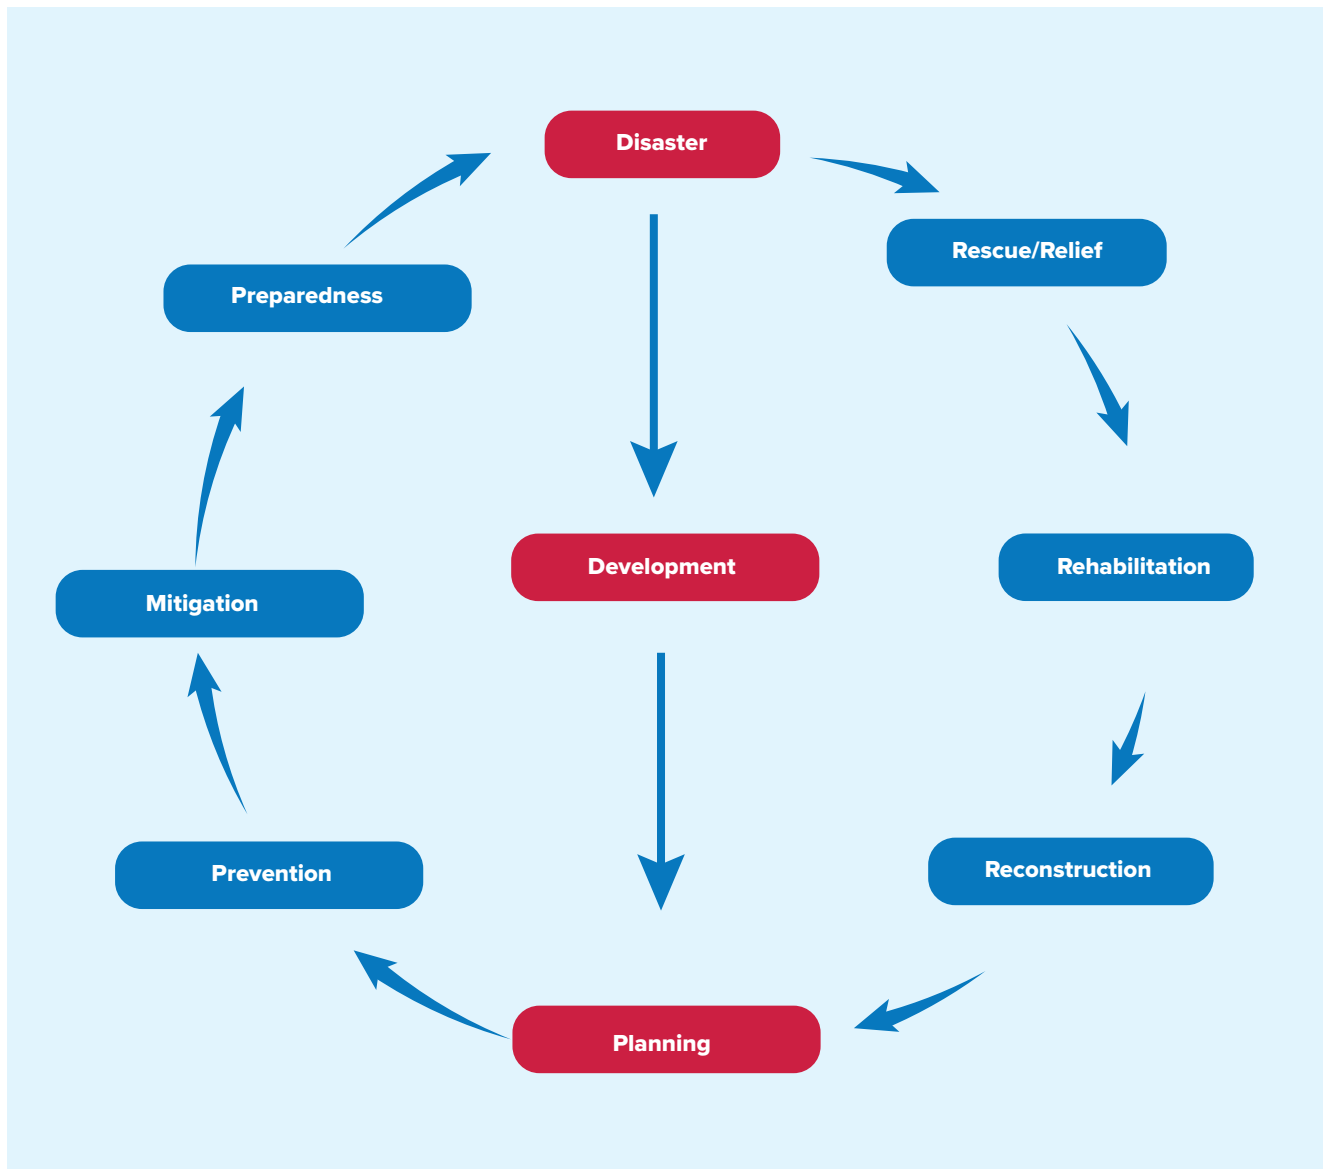 Disaster
Rescue/Relief
Preparedness
Development
Rehabilitation
Mitigation
Reconstruction
Prevention
Planning